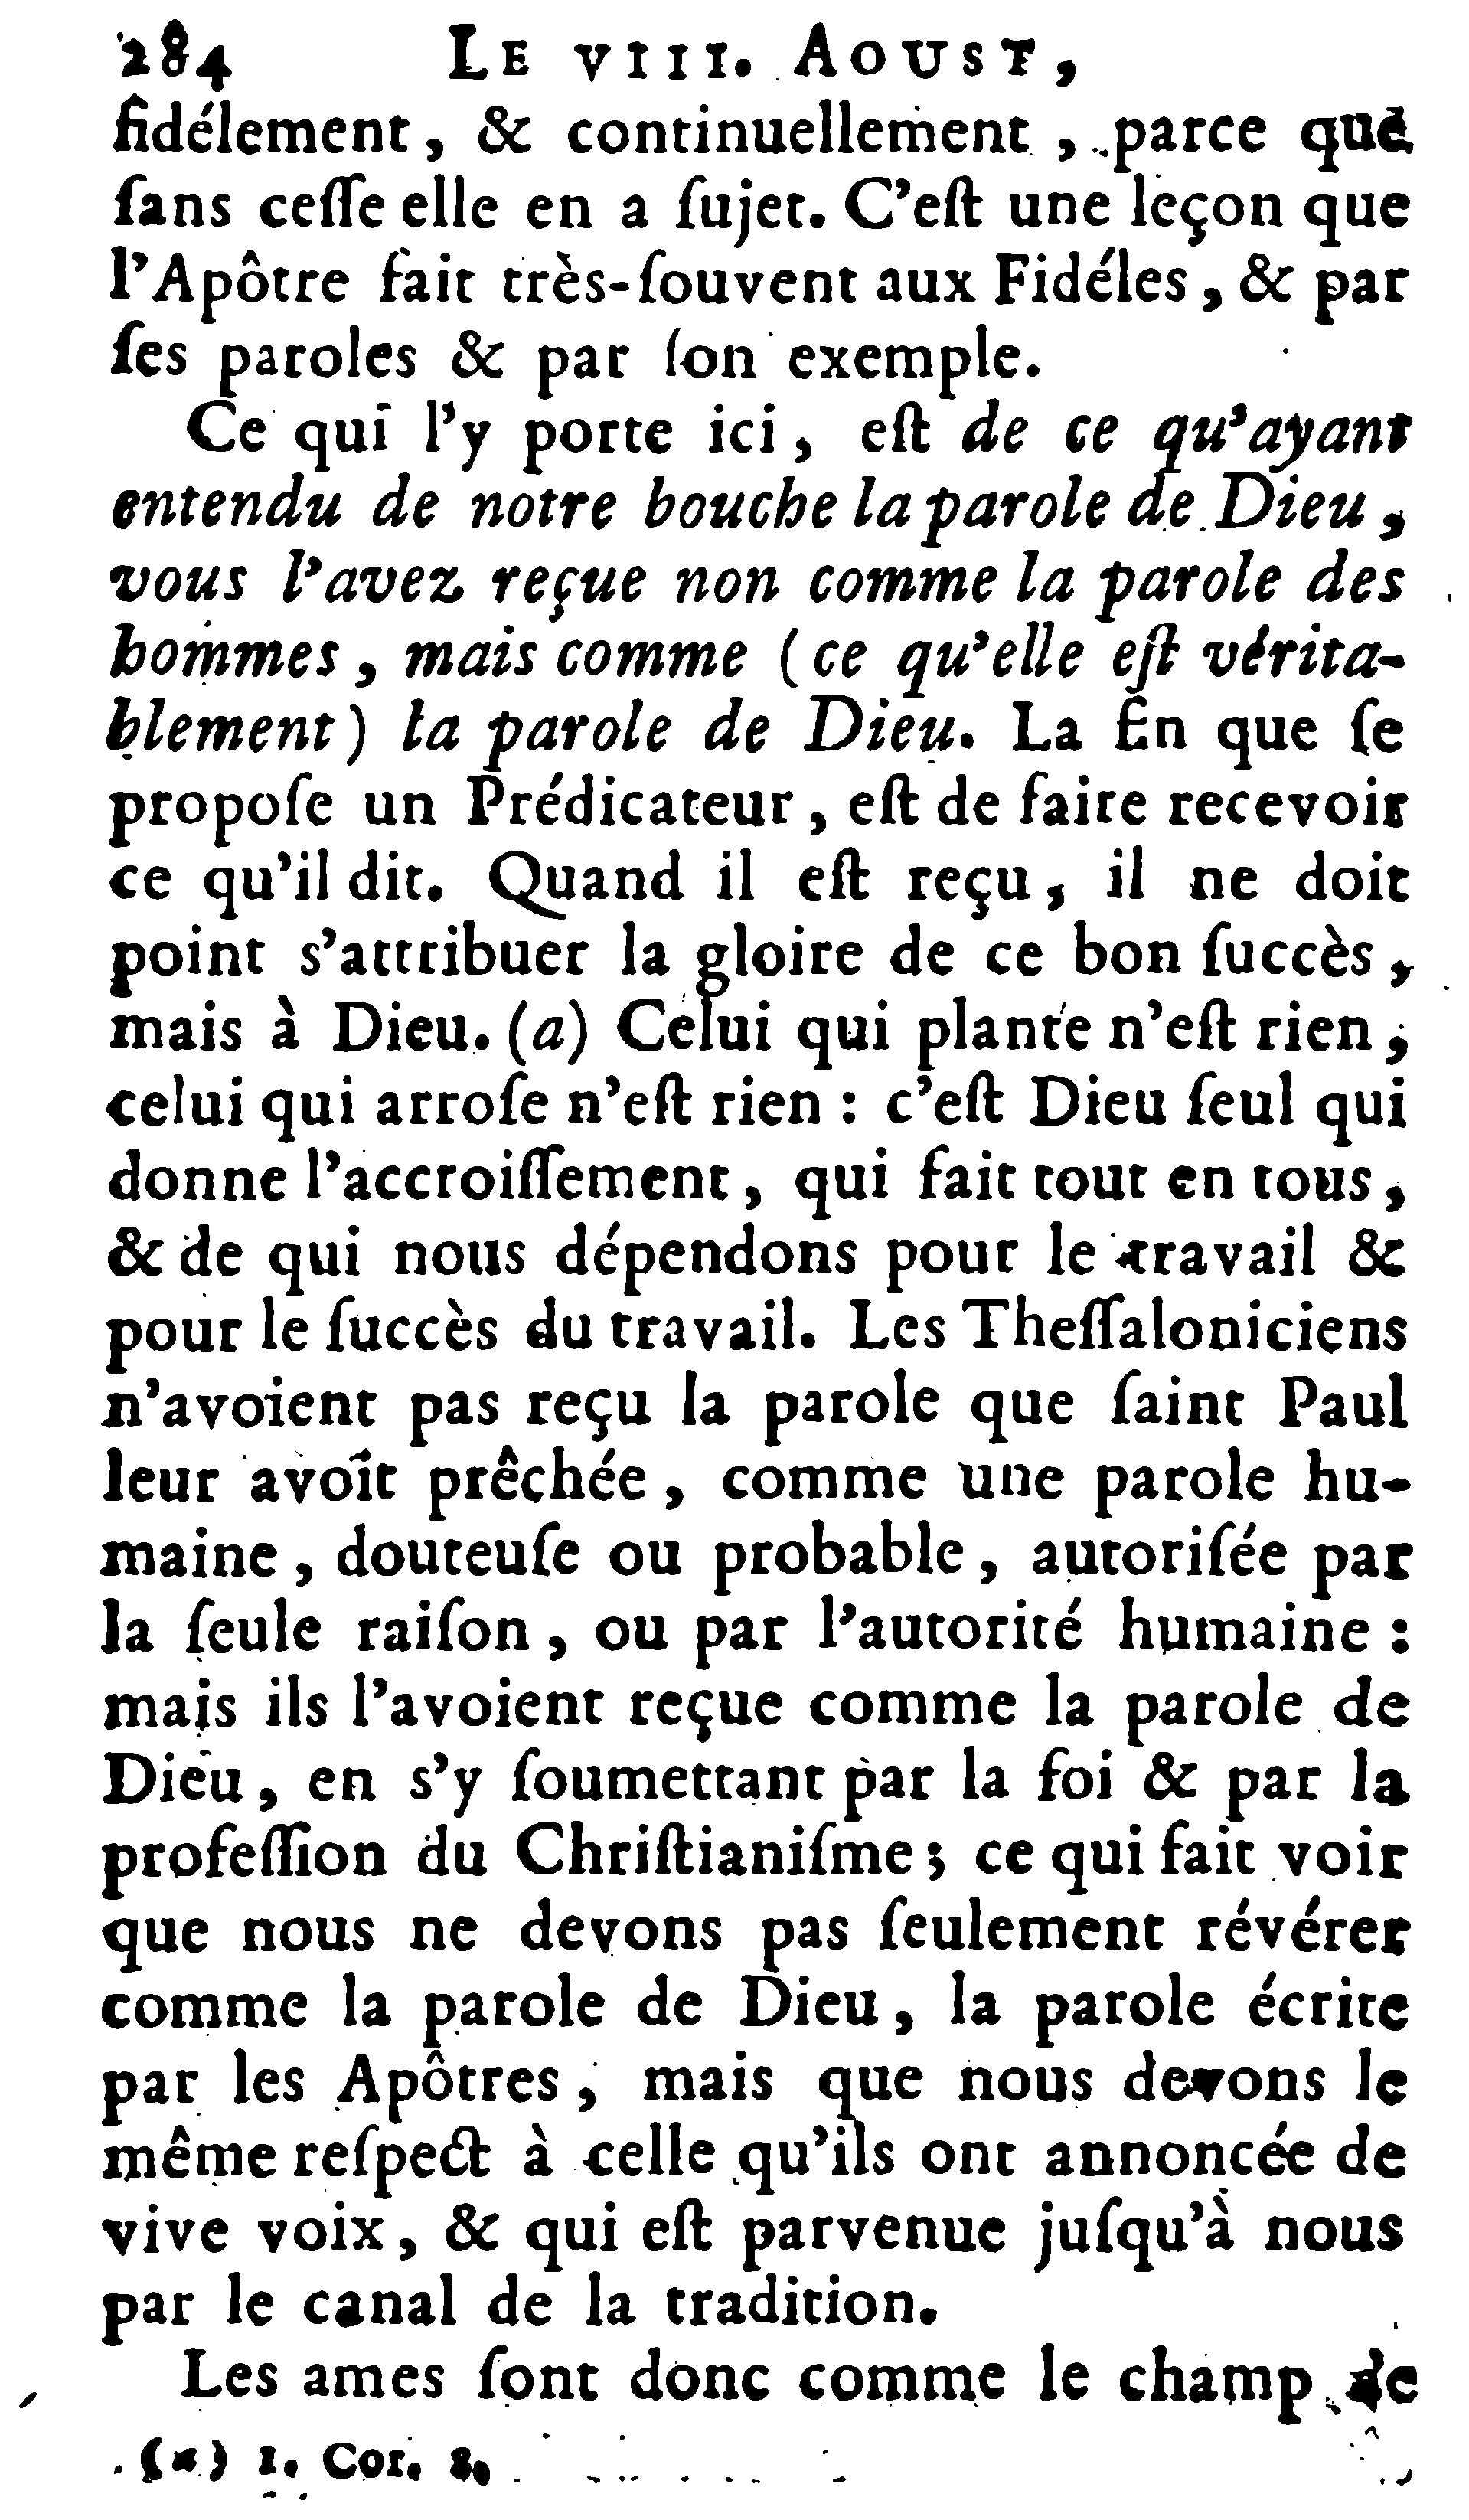 284 LE VIII. AOUST,
fidélement, & continuellement, parce que
ſans ceſſe elle en a ſujet. C'eſt une leçon que
l'Apôtre fait très-ſouvent aux Fidéles, & par
ſes paroles & par ſon exemple.
Ce qui l'y porte ici, eſt de ce qu'ayant
entendu de notre bouche la parole de Dieu,
vous l'avez reçue non comme la parole des
hommes, mais comme (ce qu'elle eſt vérita-
blement) la parole de Dieu. La fin que ſe
propoſe un Prédicateur, eſt de faire recevoir
ce qu'il dit. Quand il eſt reçu, il ne doit
point s'attribuer la gloire de ce bon ſuccès,
mais à Dieu. (a) Celui qui plante n'eſt rien;
celui qui arroſe n'eſt rien : c'eſt Dieu ſeul qui
donne l'accroiſſement, qui fait tout en tous,
& de qui nous dépendons pour le travail &
pour le ſuccès du travail. Les Theſſaloniciens
n'avoient pas reçu la parole que ſaint Paul
leur avoit prêchée, comme une parole hu-
maine, douteuſe ou probable, autoriſée par
la ſeule raiſon, ou par l'autorité humaine :
mais ils l'avoient reçue comme la parole de
Dieu, en s'y ſoumettant par la foi & par la
profeſſion du Chriſtianiſme; ce qui fait voir
que nous ne devons pas ſeulement révérer
comme la parole de Dieu, la parole écrite
par les Apôtres; mais que nous devons le
même reſpect à celle qu'ils ont annoncée de
vive voix, & qui eſt parvenue juſqu'à nous
par le canal de la tradition.
Les ames ſont donc comme le champ de
(a) 1. Cor.